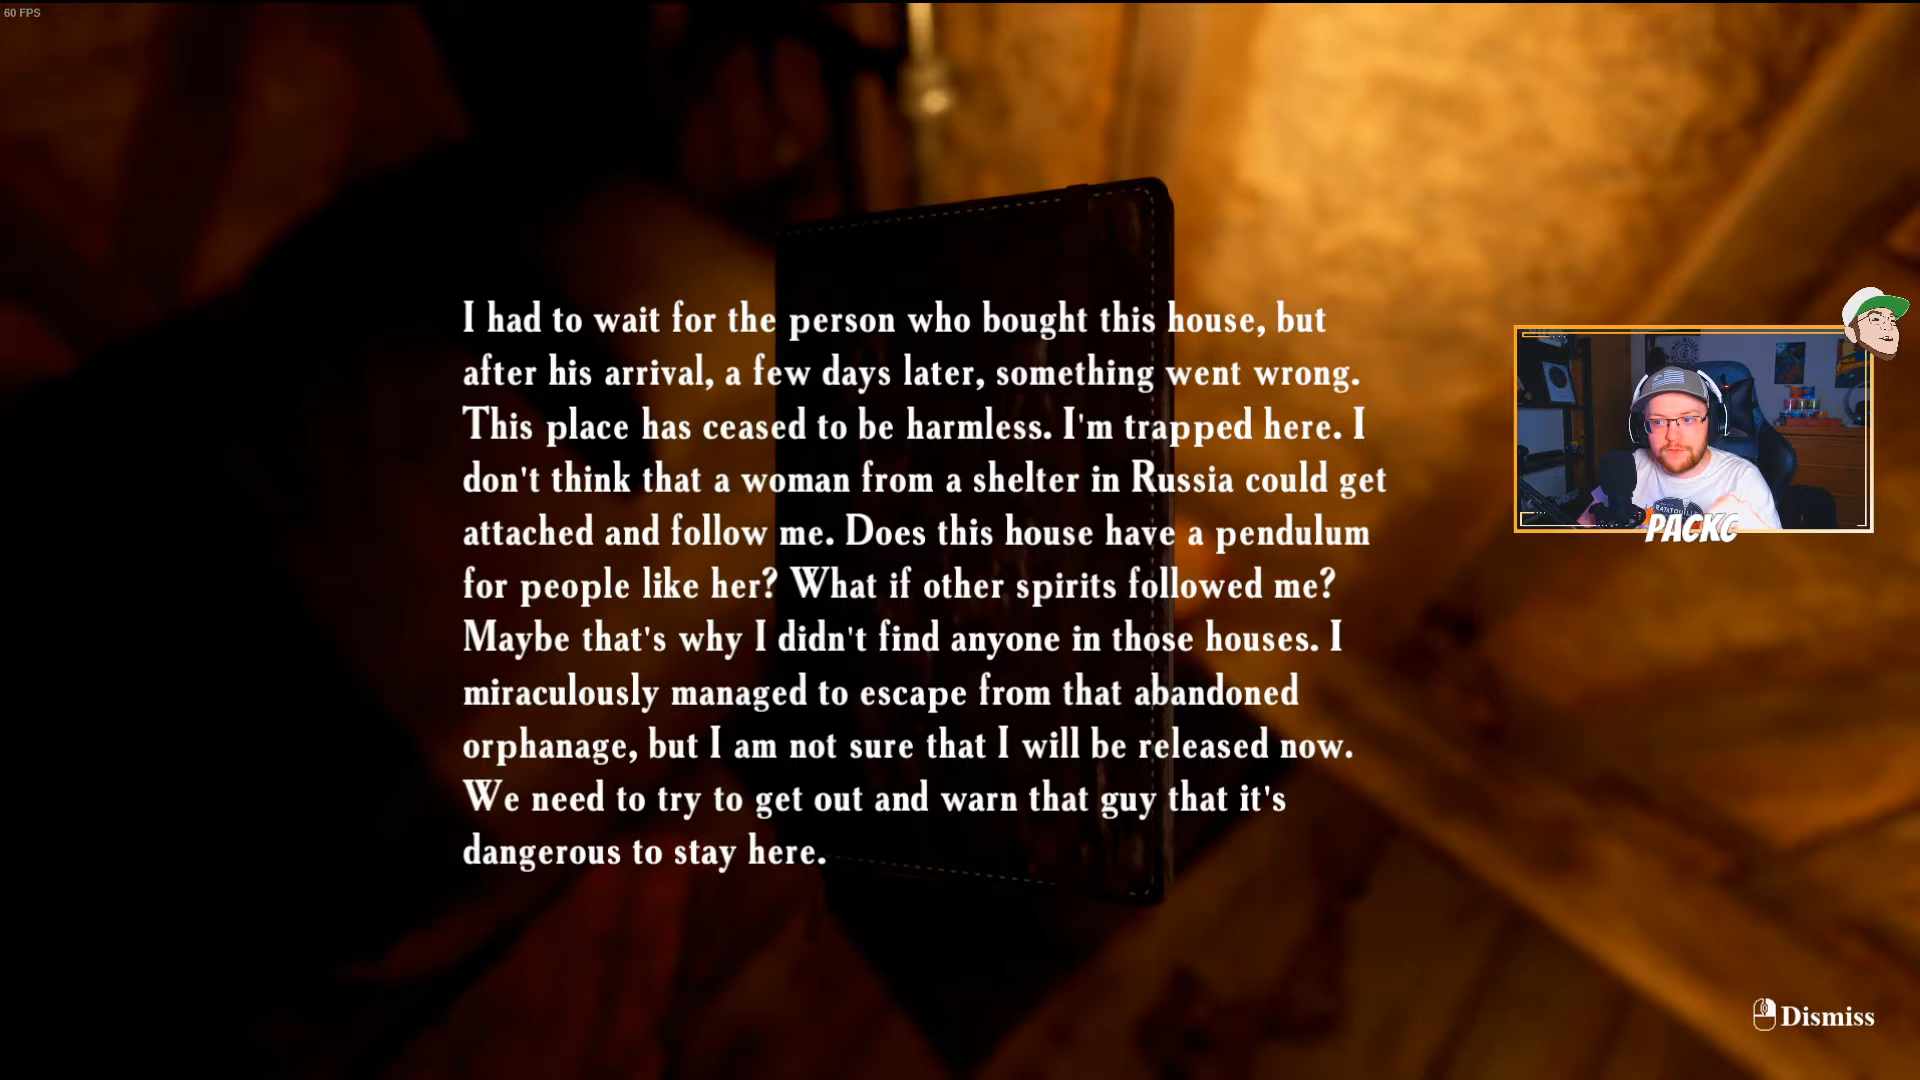 60 FPS
I had to wait for the person who bought this house, but
after his arrival, a few days later, something went wrong.
This place has ceased to be harmless. I'm trapped here. I
don't think that a woman from a shelter in Russia could get
attached and follow me. Does this house have a pendulum
for people like her? What if other spirits followed me?
Maybe that's why I didn't find anyone in those houses. I
miraculously managed to escape from that abandoned
orphanage, but I am not sure that I will be released now.
We need to try to get out and warn that guy that it's
dangerous to stay here.
PACKC
Dismiss